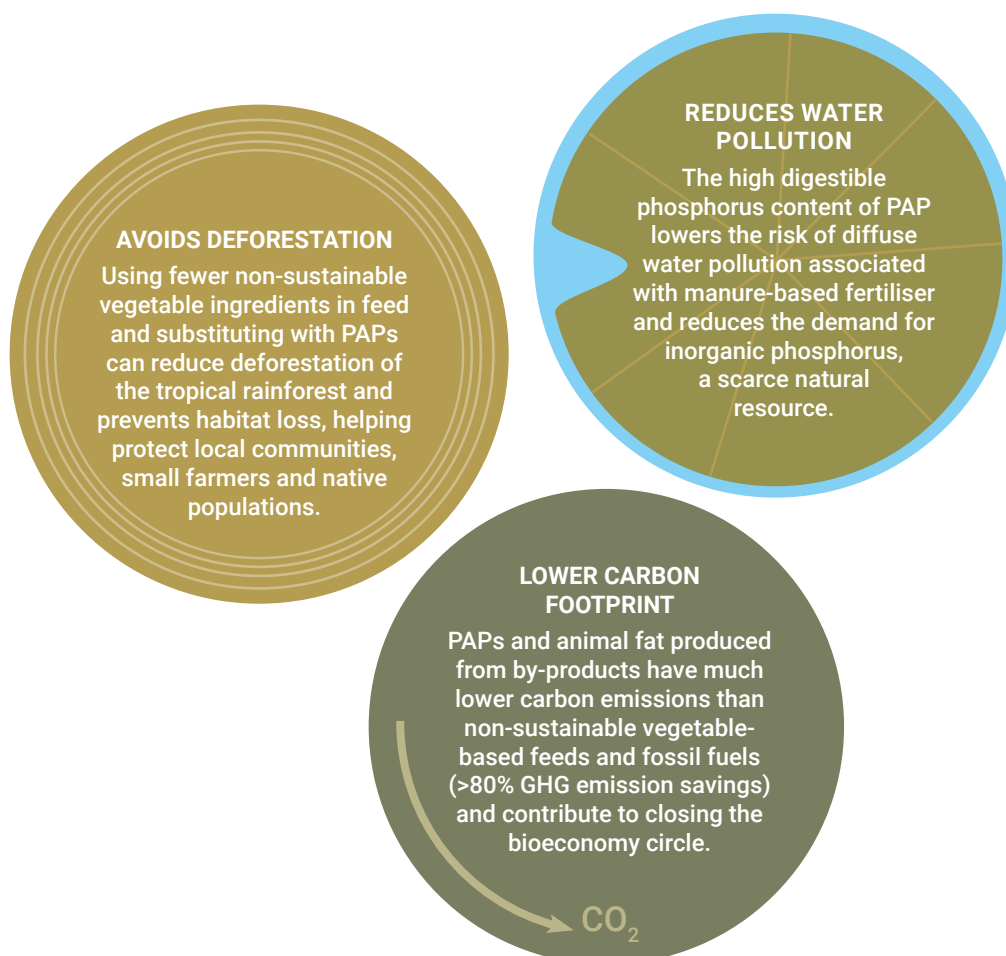 AVOIDS DEFORESTATION
Using fewer non-sustainable
vegetable ingredients in feed
and substituting with PAPs
can reduce deforestation of
the tropical rainforest and
prevents habitat loss, helping
protect local communities,
small farmers and native
populations.
REDUCES WATER
POLLUTION
The high digestible
phosphorus content of PAP
lowers the risk of diffuse
water pollution associated
with manure-based fertiliser
and reduces the demand for
inorganic phosphorus,
a scarce natural
resource.
LOWER CARBON
FOOTPRINT
PAPs and animal fat produced
from by-products have much
lower carbon emissions than
non-sustainable vegetable-
based feeds and fossil fuels
(>80% GHG emission savings)
and contribute to closing the
bioeconomy circle.
CO₂